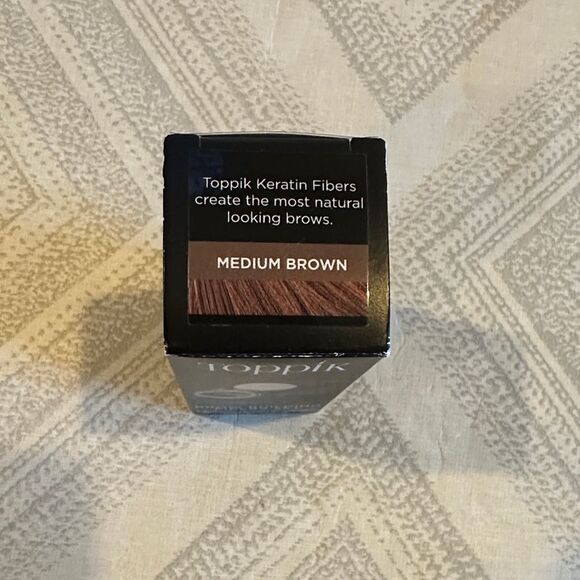 Toppik Keratin Fibers
create the most natural
looking brows.
MEDIUM BROWN
Toppik